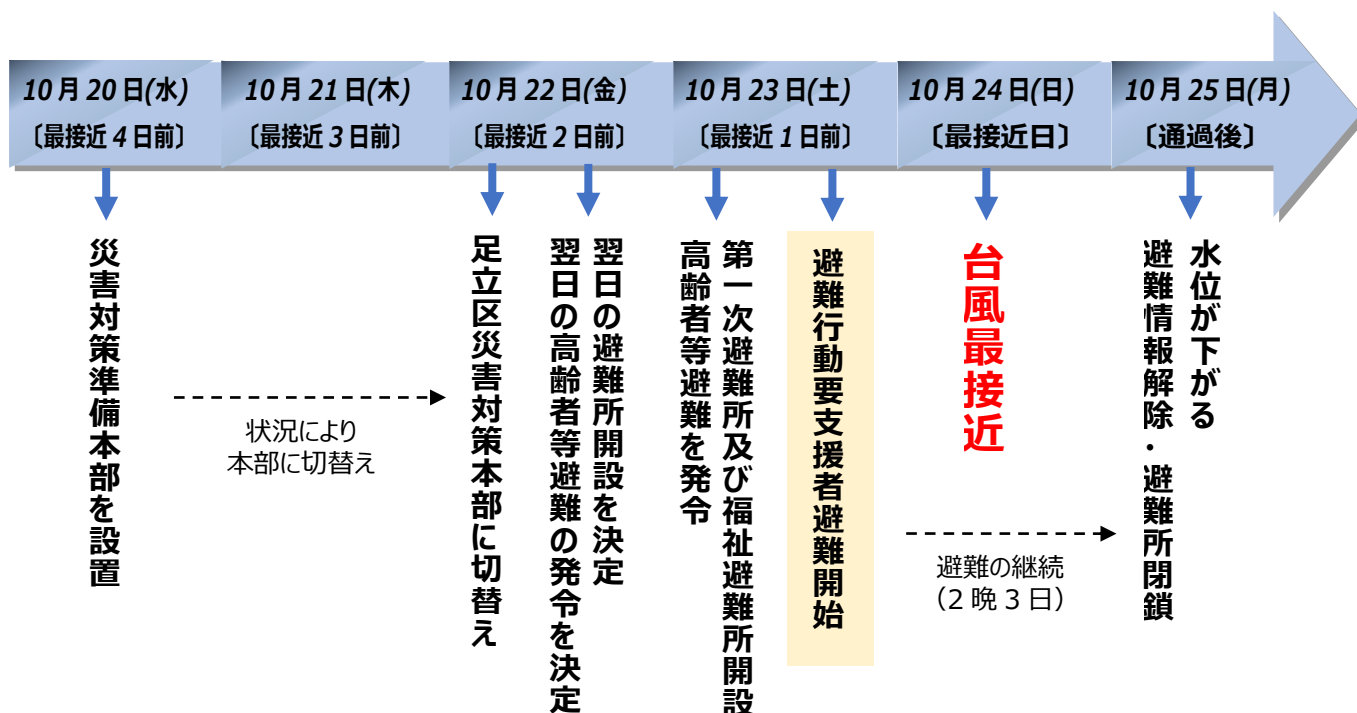 10月20日(水)
〔最接近4日前〕
10月21日(木)
〔最接近3日前〕
10月22日(金)
〔最接近2日前〕
10月23日(土)
〔最接近1日前〕
10月24日(日)
〔最接近日〕
10月25日(月)
〔通過後〕
災害対策準備本部を設置
状況により
本部に切替え
足立区災害対策本部に切替え
翌日の避難所開設を決定
翌日の高齢者等避難の発令を決定
第一次避難所及び福祉避難所開設
高齢者等避難を発令
避難行動要支援者避難開始
台風最接近
避難の継続
(2晩3日)
水位が下がる
避難情報解除・避難所閉鎖